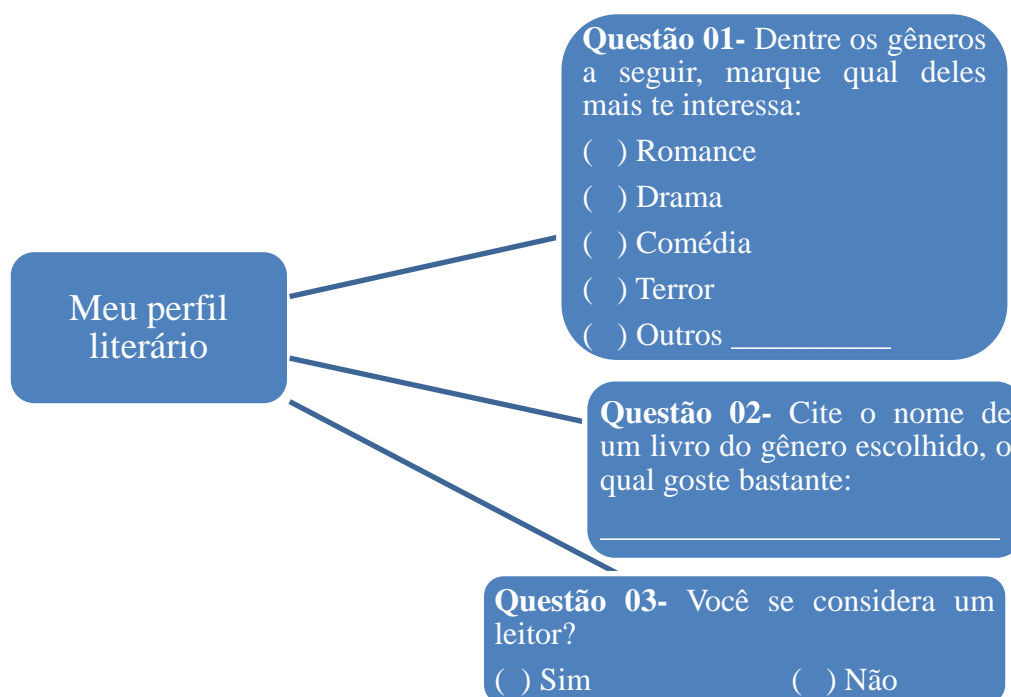 Meu perfil
literário
Questão 01- Dentre os gêneros
a seguir, marque qual deles
mais te interessa:
( ) Romance
( ) Drama
( ) Comédia
( ) Terror
( ) Outros __________
Questão 02- Cite o nome de
um livro do gênero escolhido, o
qual goste bastante:
_________________________
Questão 03- Você se considera um
leitor?
( ) Sim ( ) Não